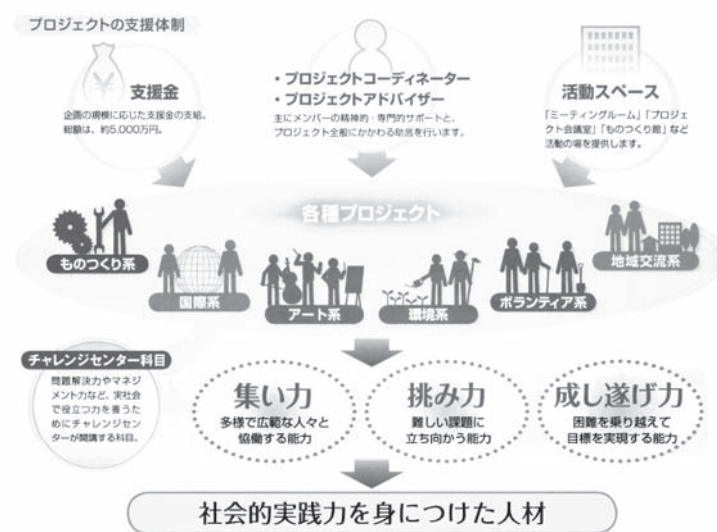 プロジェクトの支援体制
¥
支援金
企画の規模に応じた支援金の支給。
総額は、約5,000万円。
・プロジェクトコーディネーター
・プロジェクトアドバイザー
主にメンバーの精神的・専門的サポートと、
プロジェクト全般にかかわる助言を行います。
活動スペース
「ミーティングルーム」「プロジェ
クト会議室」「ものつくり館」など
活動の場を提供します。
各種プロジェクト
ものつくり系
国際系
アート系
環境系
ボランティア系
地域交流系
チャレンジセンター科目
問題解決力やマネジ
メント力など、実社会
で役立つ力を養うた
めにチャレンジセン
ターが開講する科目。
集い力
多様で広範な人々と
恊働する能力
挑み力
難しい課題に
立ち向かう能力
成し遂げ力
困難を乗り越えて
目標を実現する能力
社会的実践力を身につけた人材